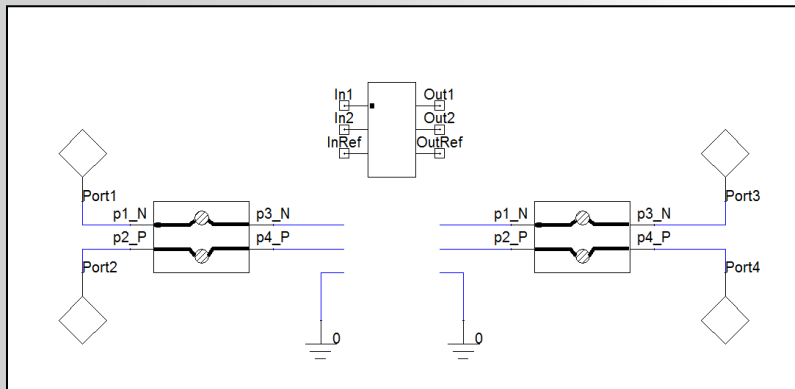 In1 Out1
In2 Out2
InRef OutRef
Port1 Port3
p1_N p3_N p1_N p3_N
p2_P p4_P p2_P p4_P
Port2 Port4
0 0